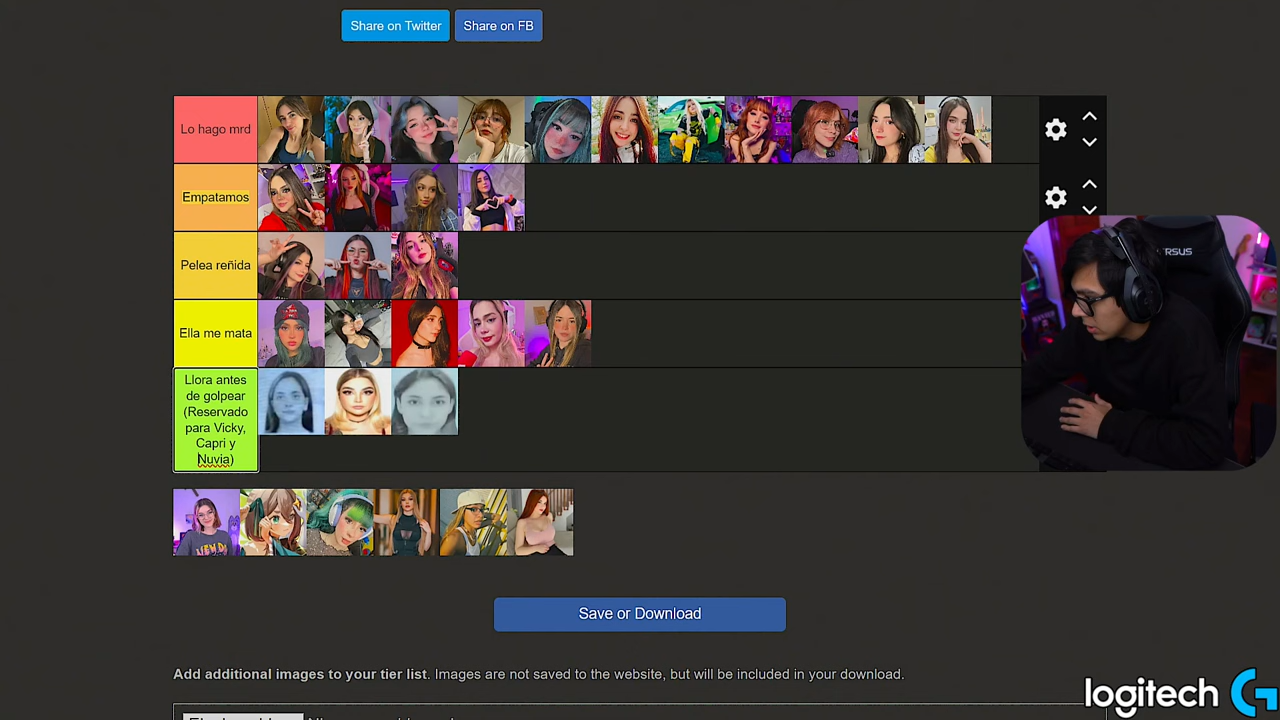 Share on Twitter
Share on FB
Lo hago mrd
Empatamos
Pelea reñida
Ella me mata
Llora antes
de golpear
(Reservado
para Vicky,
Capri y
Nuvia)
Save or Download
Add additional images to your tier list. Images are not saved to the website, but will be included in your download.
logitech G